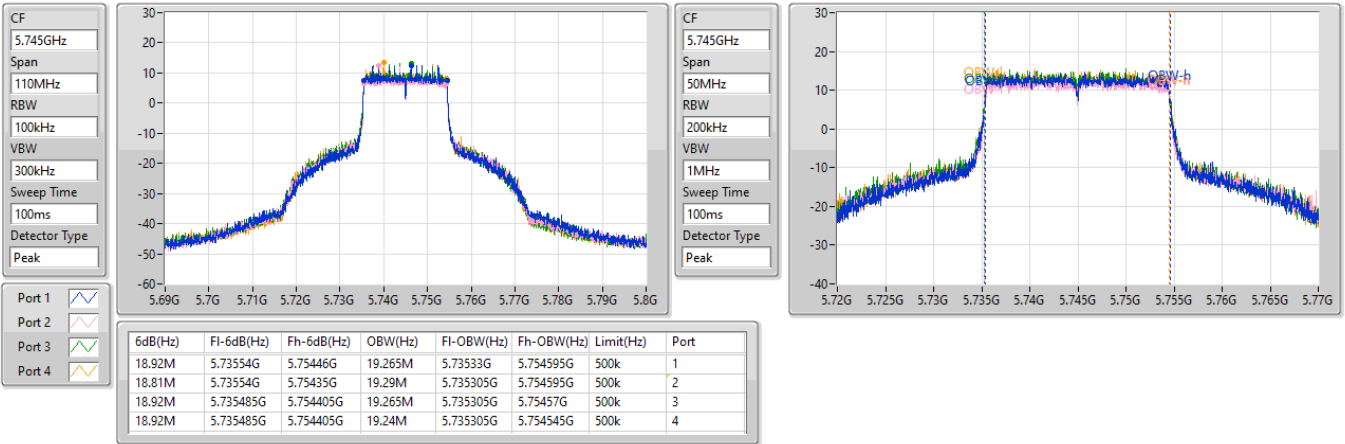 CF
5.745GHz
Span
110MHz
RBW
100kHz
VBW
300kHz
Sweep Time
100ms
Detector Type
Peak
30
20
10
0
-10
-20
-30
-40
-50
-60
5.69G 5.7G 5.71G 5.72G 5.73G 5.74G 5.75G 5.76G 5.77G 5.78G 5.79G 5.8G
CF
5.745GHz
Span
50MHz
RBW
200kHz
VBW
1MHz
Sweep Time
100ms
Detector Type
Peak
30
20
10
0
-10
-20
-30
-40
OBW-h
5.72G 5.725G 5.73G 5.735G 5.74G 5.745G 5.75G 5.755G 5.76G 5.765G 5.77G
Port 1
Port 2
Port 3
Port 4
6dB(Hz) Fl-6dB(Hz) Fh-6dB(Hz) OBW(Hz) Fl-OBW(Hz) Fh-OBW(Hz) Limit(Hz) Port
18.92M 5.73554G 5.75446G 19.265M 5.73533G 5.754595G 500k 1
18.81M 5.73554G 5.75435G 19.29M 5.735305G 5.754595G 500k 2
18.92M 5.735485G 5.754405G 19.265M 5.735305G 5.75457G 500k 3
18.92M 5.735485G 5.754405G 19.24M 5.735305G 5.754545G 500k 4